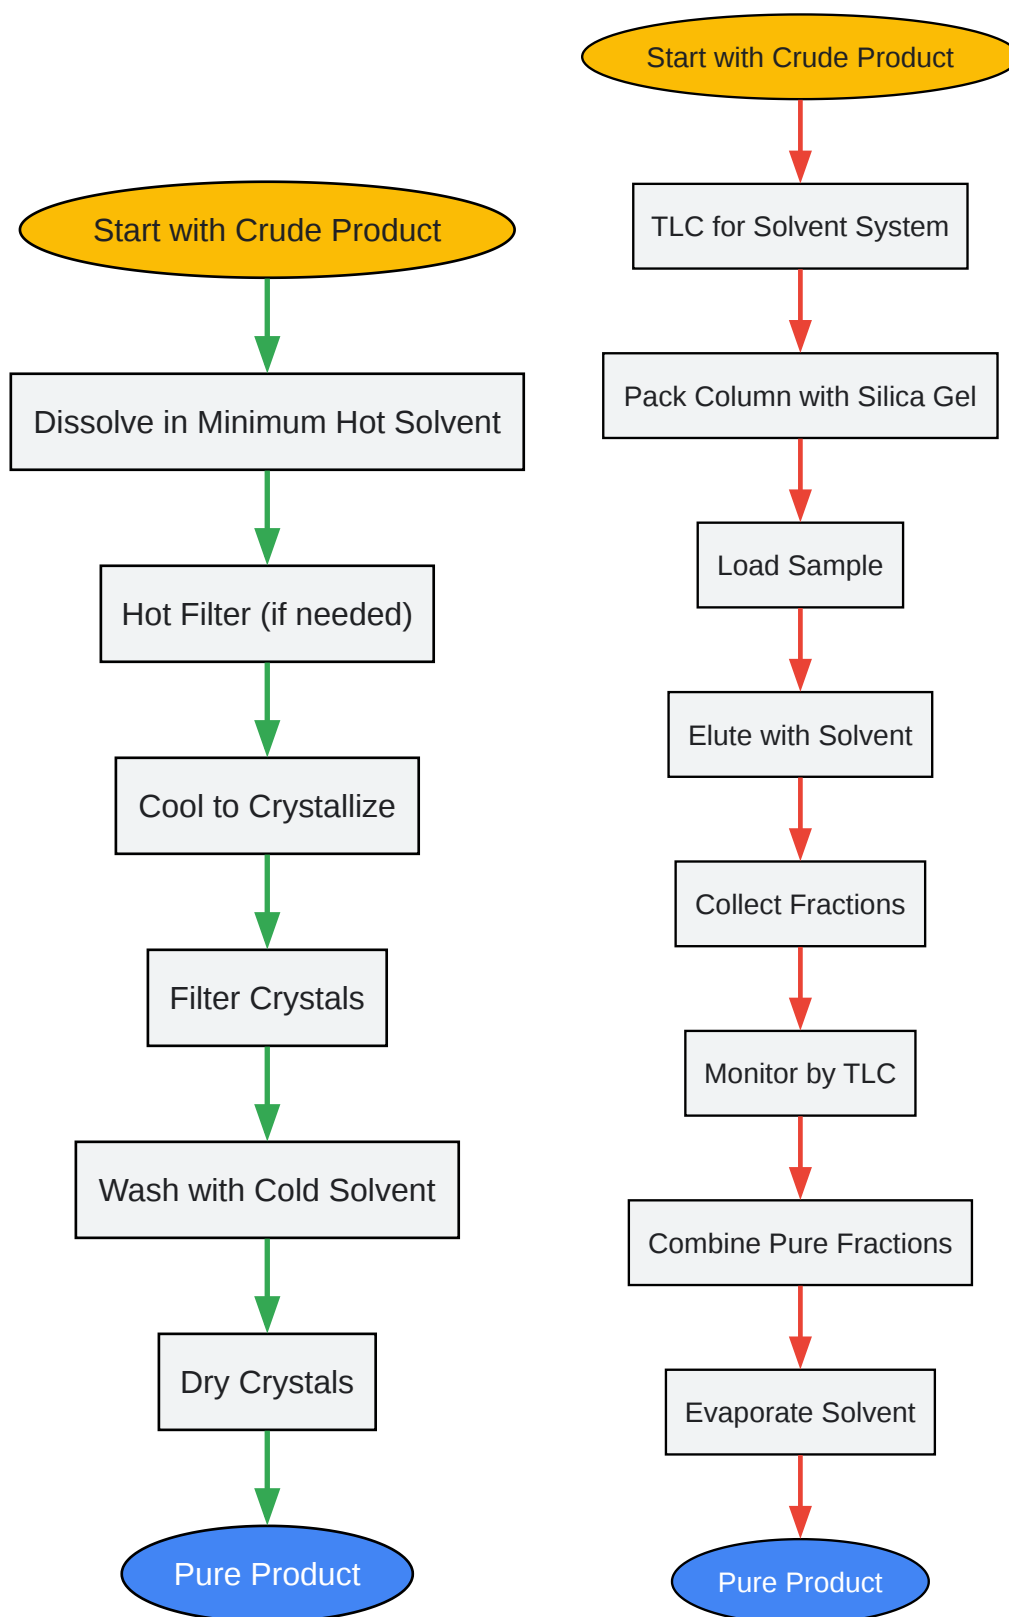 Start with Crude Product
Dissolve in Minimum Hot Solvent
Hot Filter (if needed)
Cool to Crystallize
Filter Crystals
Wash with Cold Solvent
Dry Crystals
Pure Product
Start with Crude Product
TLC for Solvent System
Pack Column with Silica Gel
Load Sample
Elute with Solvent
Collect Fractions
Monitor by TLC
Combine Pure Fractions
Evaporate Solvent
Pure Product